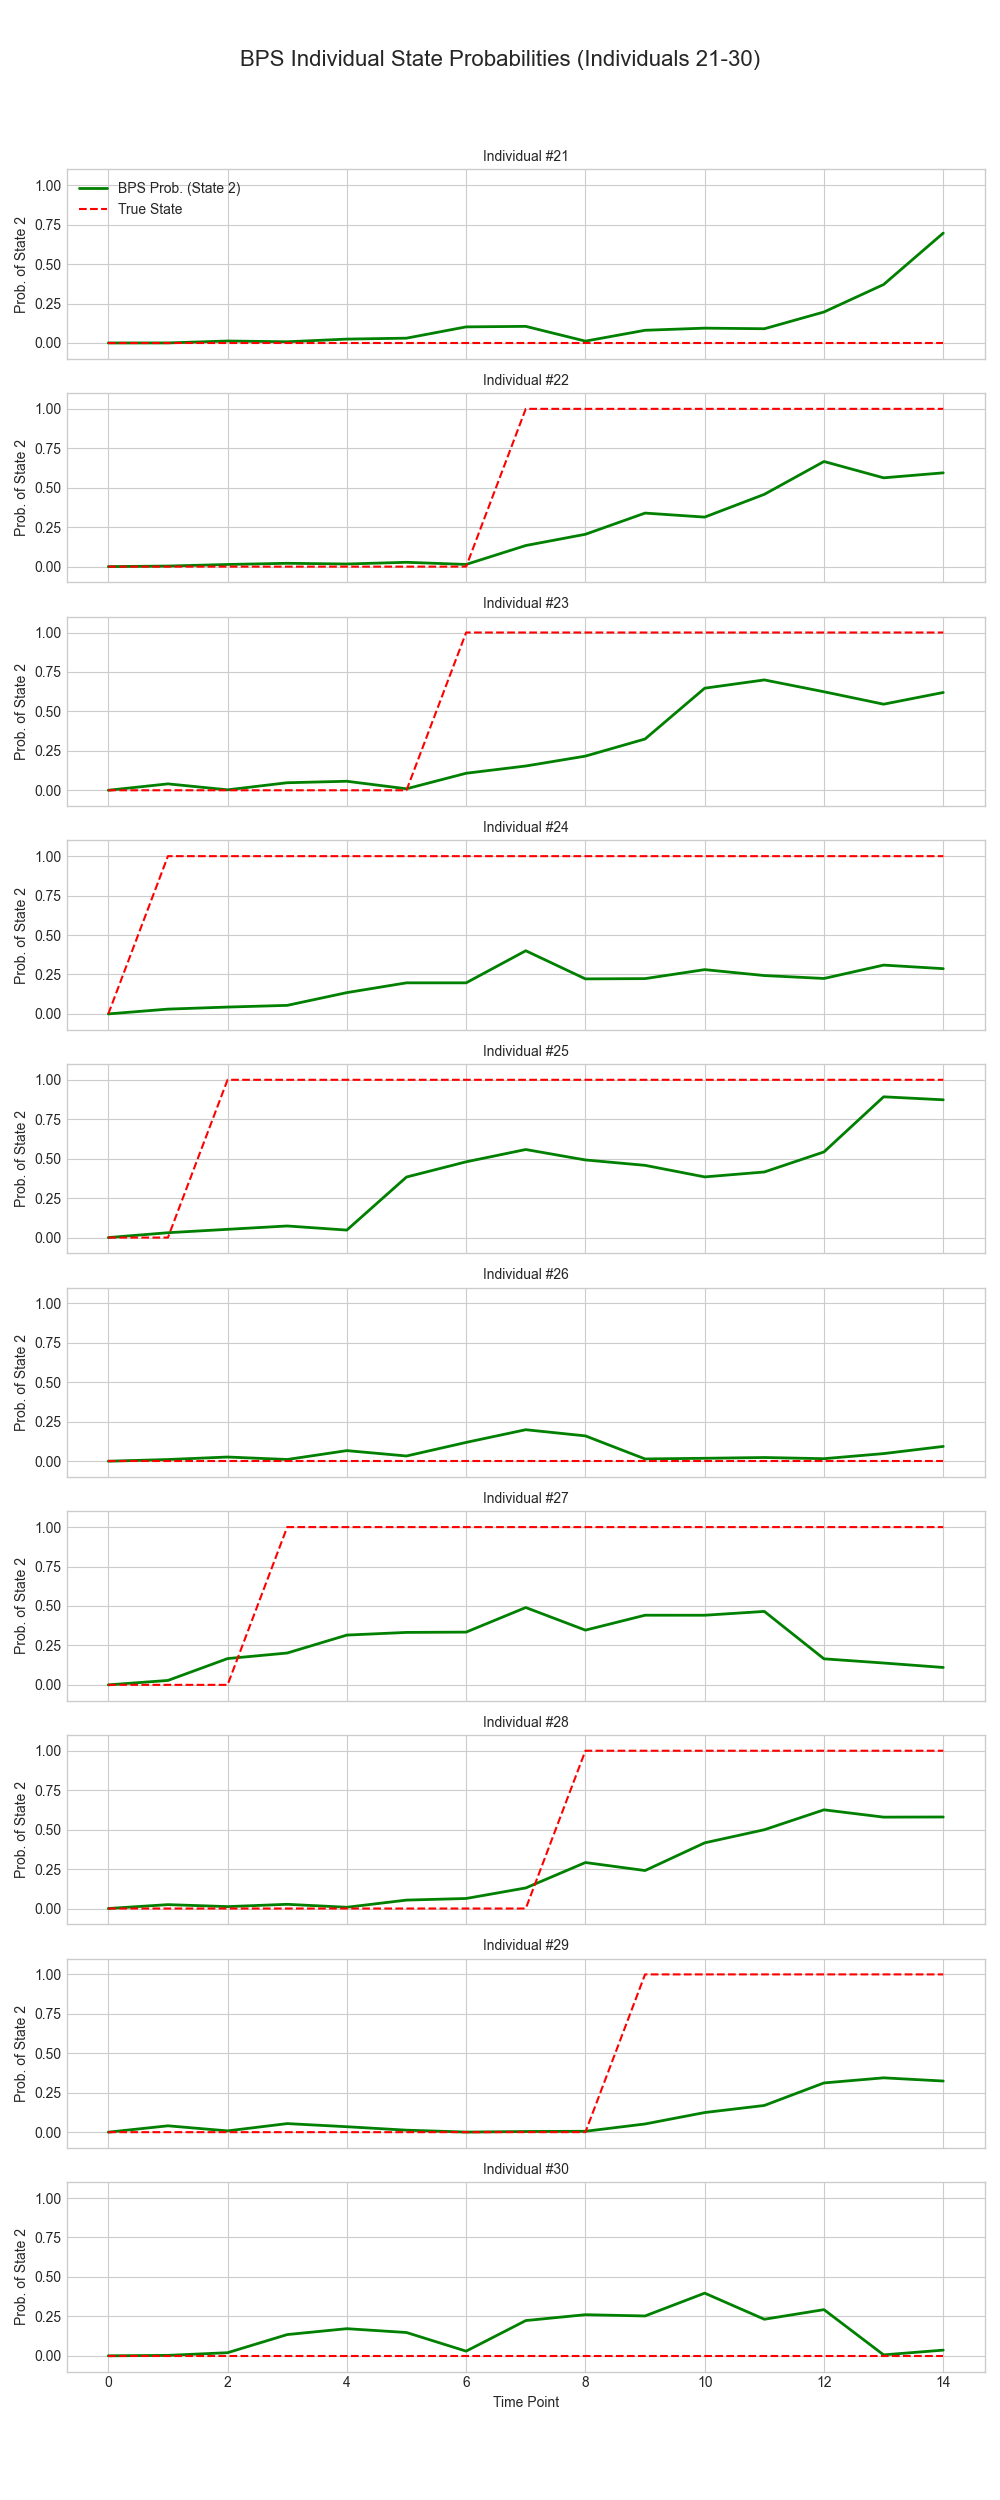 BPS Individual State Probabilities (Individuals 21-30)
Individual #21
BPS Prob. (State 2)
True State
Prob. of State 2
1.00
0.75
0.50
0.25
0.00
Individual #22
Prob. of State 2
1.00
0.75
0.50
0.25
0.00
Individual #23
Prob. of State 2
1.00
0.75
0.50
0.25
0.00
Individual #24
Prob. of State 2
1.00
0.75
0.50
0.25
0.00
Individual #25
Prob. of State 2
1.00
0.75
0.50
0.25
0.00
Individual #26
Prob. of State 2
1.00
0.75
0.50
0.25
0.00
Individual #27
Prob. of State 2
1.00
0.75
0.50
0.25
0.00
Individual #28
Prob. of State 2
1.00
0.75
0.50
0.25
0.00
Individual #29
Prob. of State 2
1.00
0.75
0.50
0.25
0.00
Individual #30
Prob. of State 2
1.00
0.75
0.50
0.25
0.00
0 2 4 6 8 10 12 14
Time Point